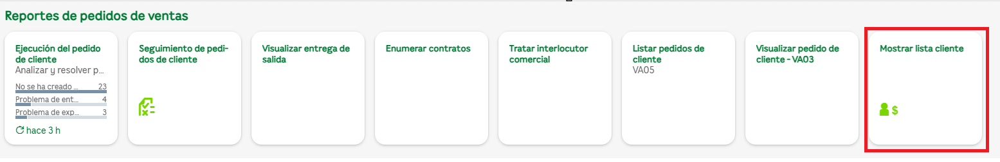 Reportes de pedidos de ventas
Ejecución del pedido
de cliente
Analizar y resolver p...
No se ha creado ... 23
Problema de ent... 4
Problema de exp... 3
hace 3 h
Seguimiento de pedi-
dos de cliente
Visualizar entrega de
salida
Enumerar contratos
Tratar interlocutor
comercial
Listar pedidos de
cliente
VA05
Visualizar pedido de
cliente - VA03
Mostrar lista cliente
$